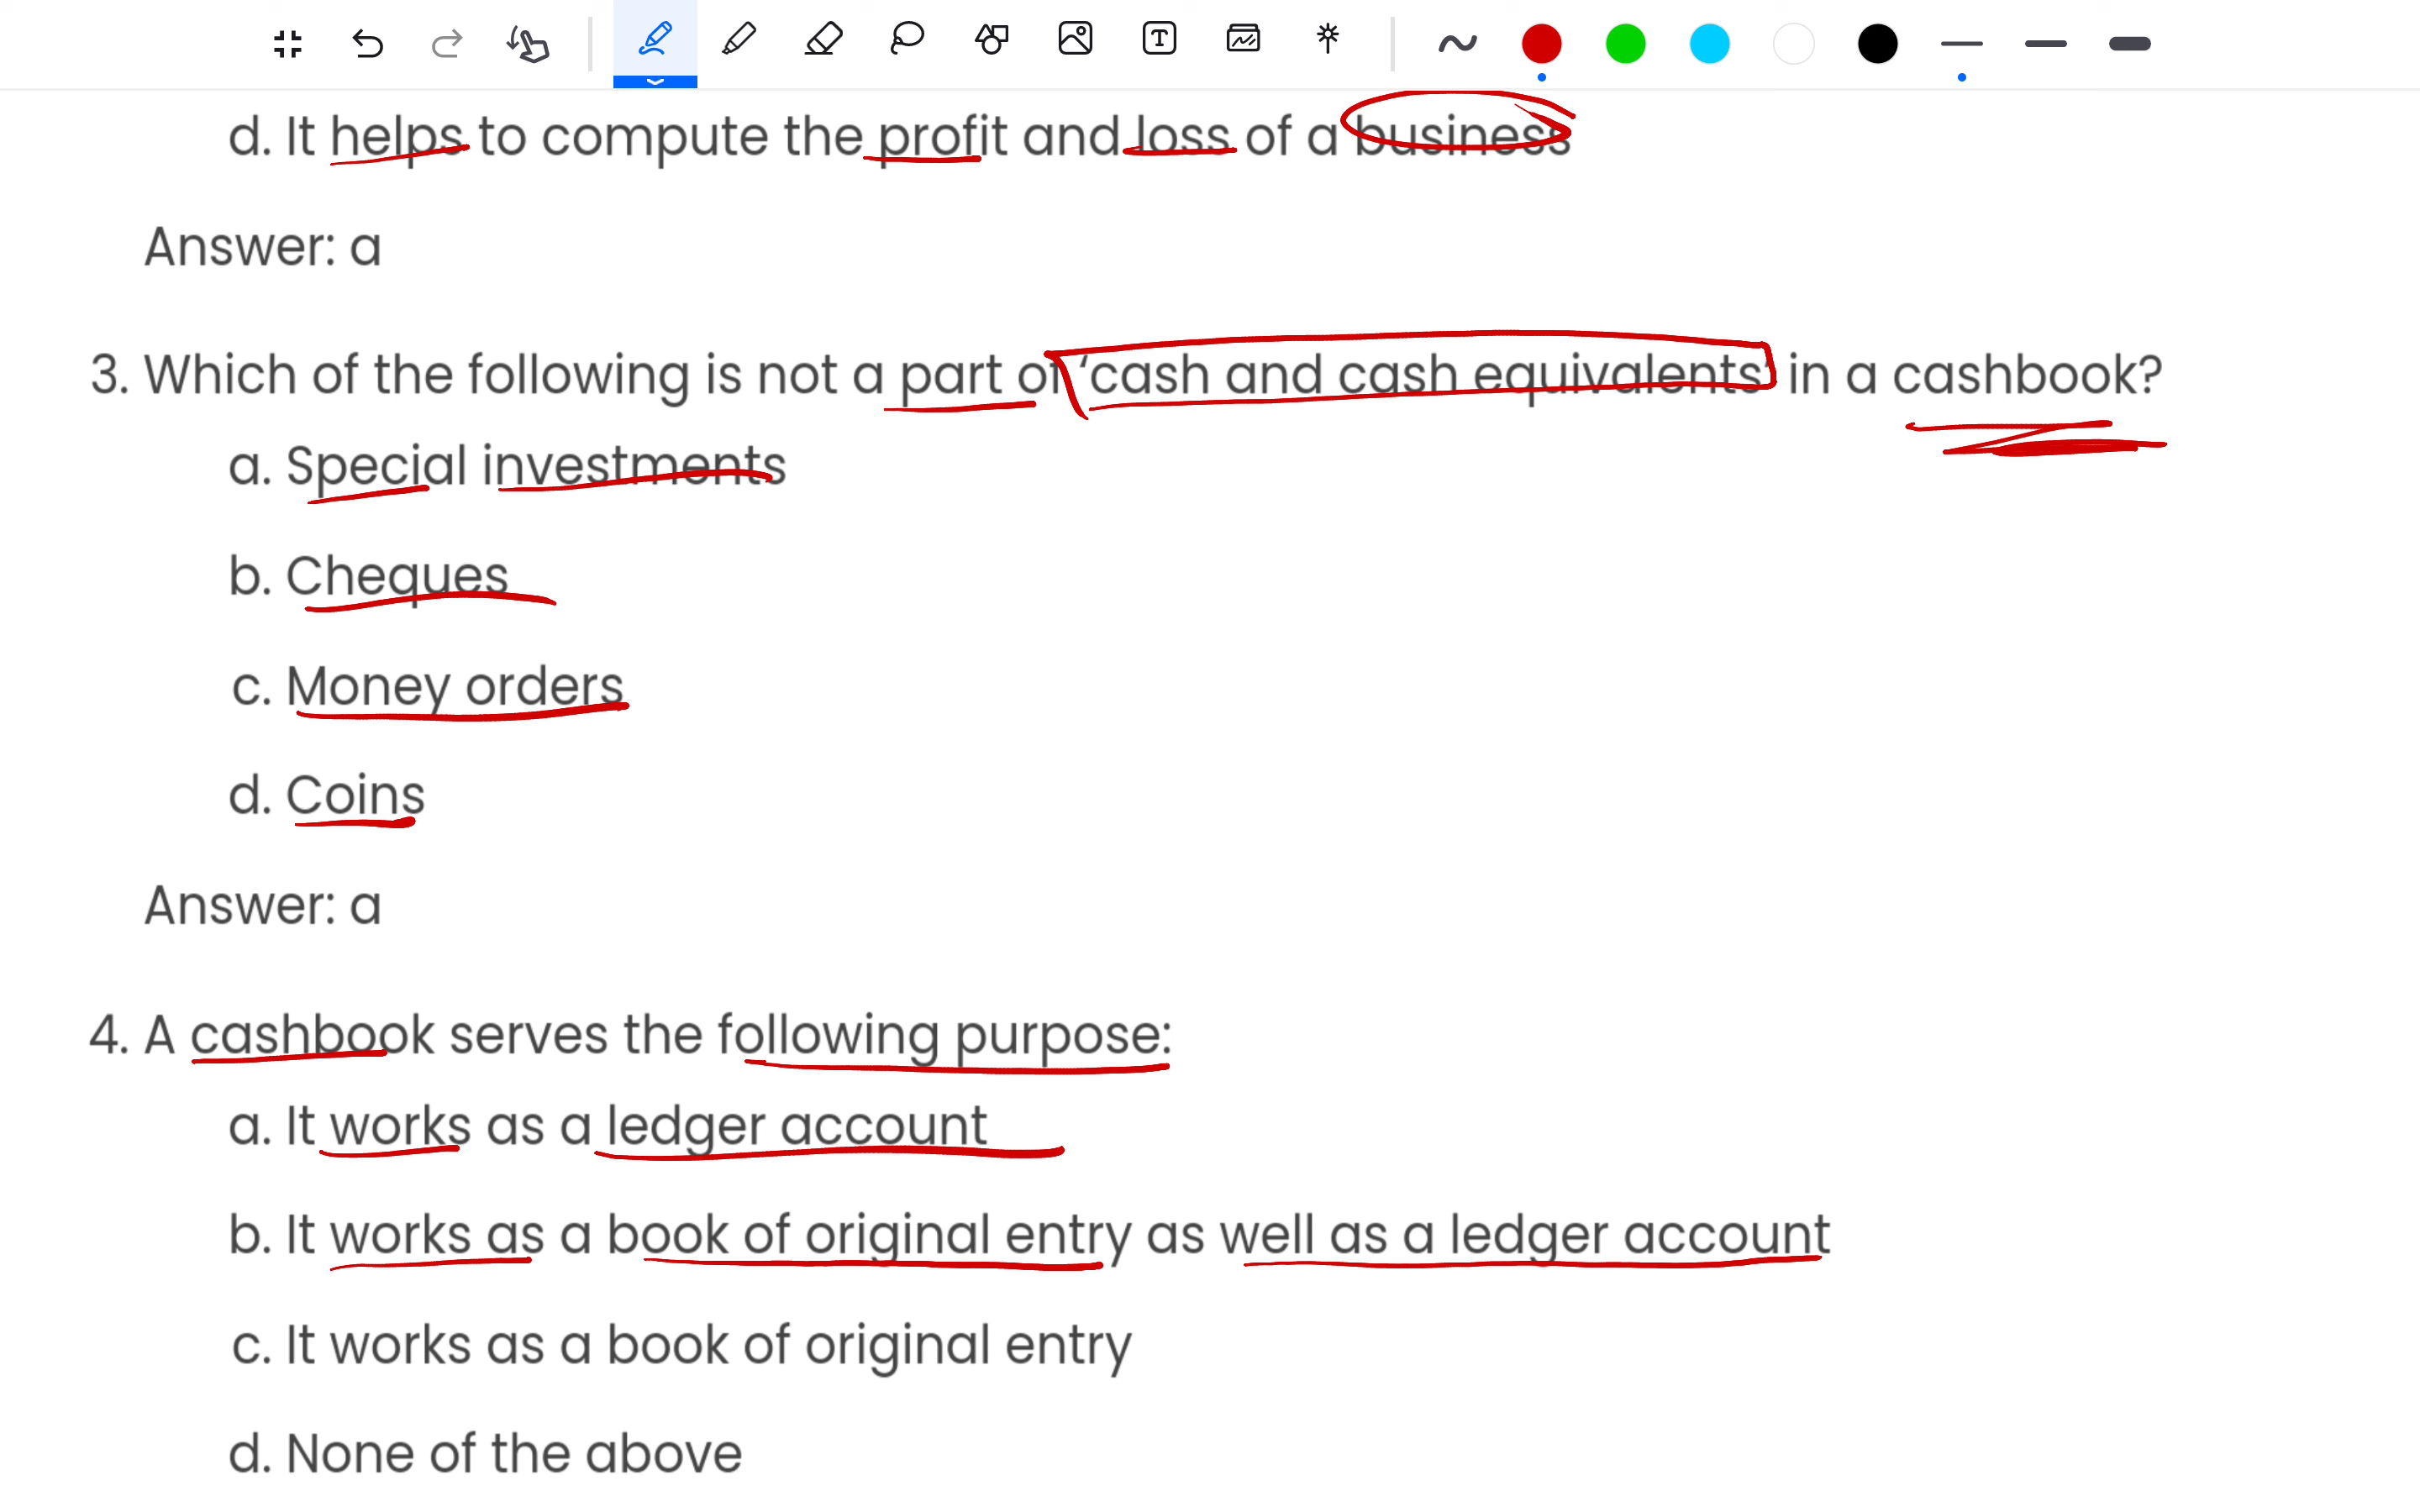 d. It helps to compute the profit and loss of a business
Answer: a
3. Which of the following is not a part of ‘cash and cash equivalents’ in a cashbook?
a. Special investments
b. Cheques
c. Money orders
d. Coins
Answer: a
4. A cashbook serves the following purpose:
a. It works as a ledger account
b. It works as a book of original entry as well as a ledger account
c. It works as a book of original entry
d. None of the above